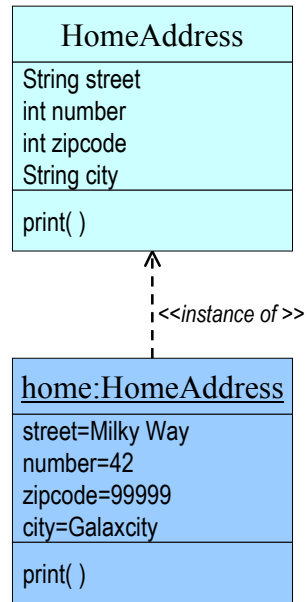 HomeAddress
String street
int number
int zipcode
String city
print( )
<<instance of >>
home:HomeAddress
street=Milky Way
number=42
zipcode=99999
city=Galaxcity
print( )